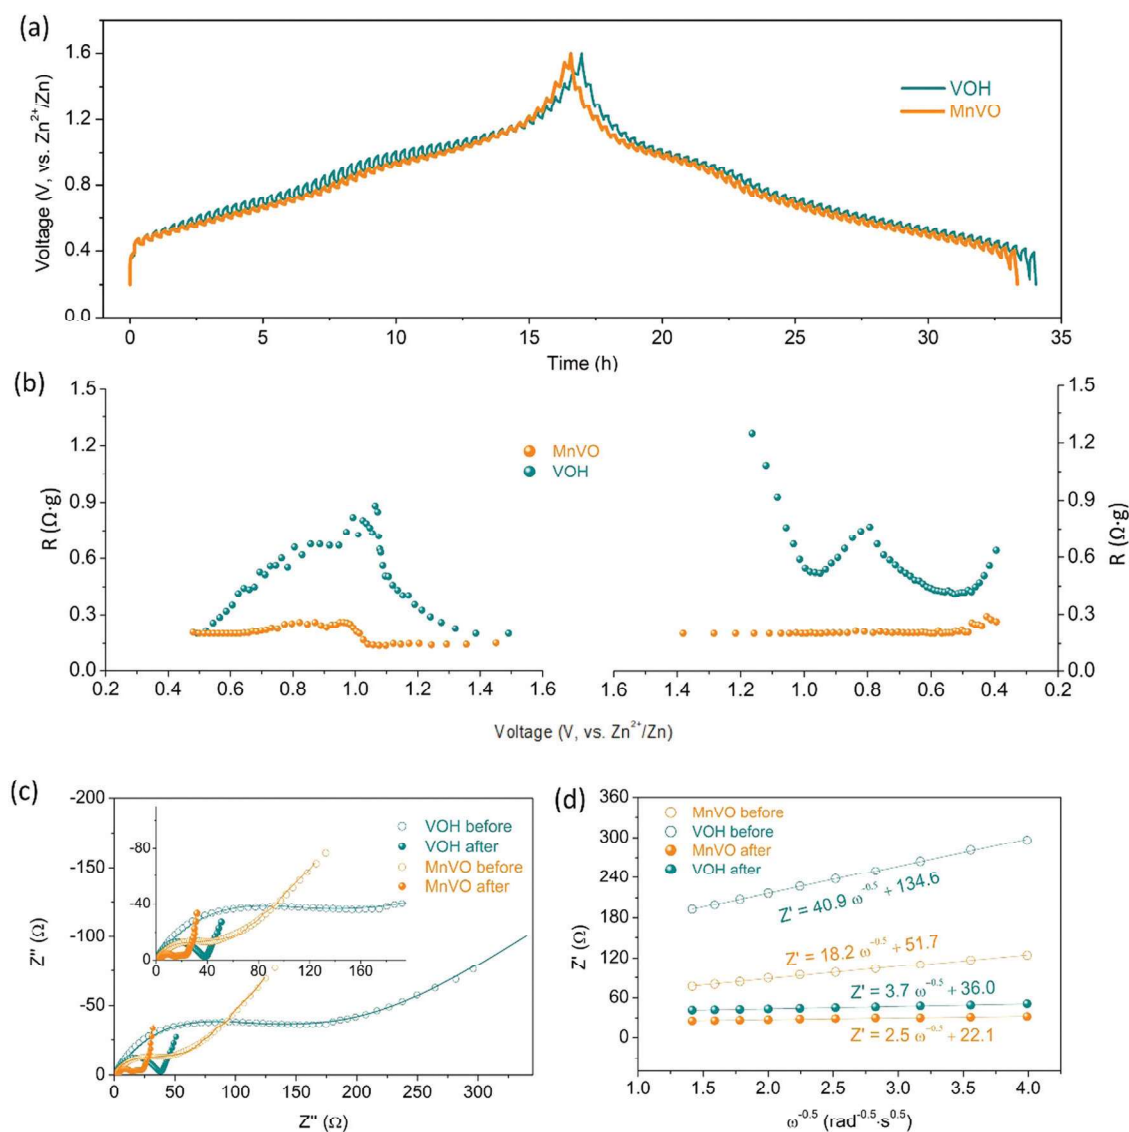 (a)
Voltage (V, vs. Zn²⁺/Zn)
1.6
1.2
0.8
0.4
0.0
VOH
MnVO
0 5 10 15 20 25 30 35
Time (h)
(b)
R (Ω·g)
1.5
1.2
0.9
0.6
0.3
0.0
MnVO
VOH
1.5
1.2
0.9
0.6
0.3
0.0
R (Ω·g)
0.2 0.4 0.6 0.8 1.0 1.2 1.4 1.6
1.6 1.4 1.2 1.0 0.8 0.6 0.4 0.2
Voltage (V, vs. Zn²⁺/Zn)
(c)
Z'' (Ω)
-200
-150
-100
-50
0
-80
-40
0
0 40 80 120 160
VOH before
VOH after
MnVO before
MnVO after
0 50 100 150 200 250 300
Z'' (Ω)
(d)
Z' (Ω)
360
300
240
180
120
60
0
MnVO before
VOH before
MnVO after
VOH after
Z' = 40.9 ω⁻⁰·⁵ + 134.6
Z' = 18.2 ω⁻⁰·⁵ + 51.7
Z' = 3.7 ω⁻⁰·⁵ + 36.0
Z' = 2.5 ω⁻⁰·⁵ + 22.1
1.0 1.5 2.0 2.5 3.0 3.5 4.0
ω⁻⁰·⁵ (rad⁻⁰·⁵·s⁰·⁵)